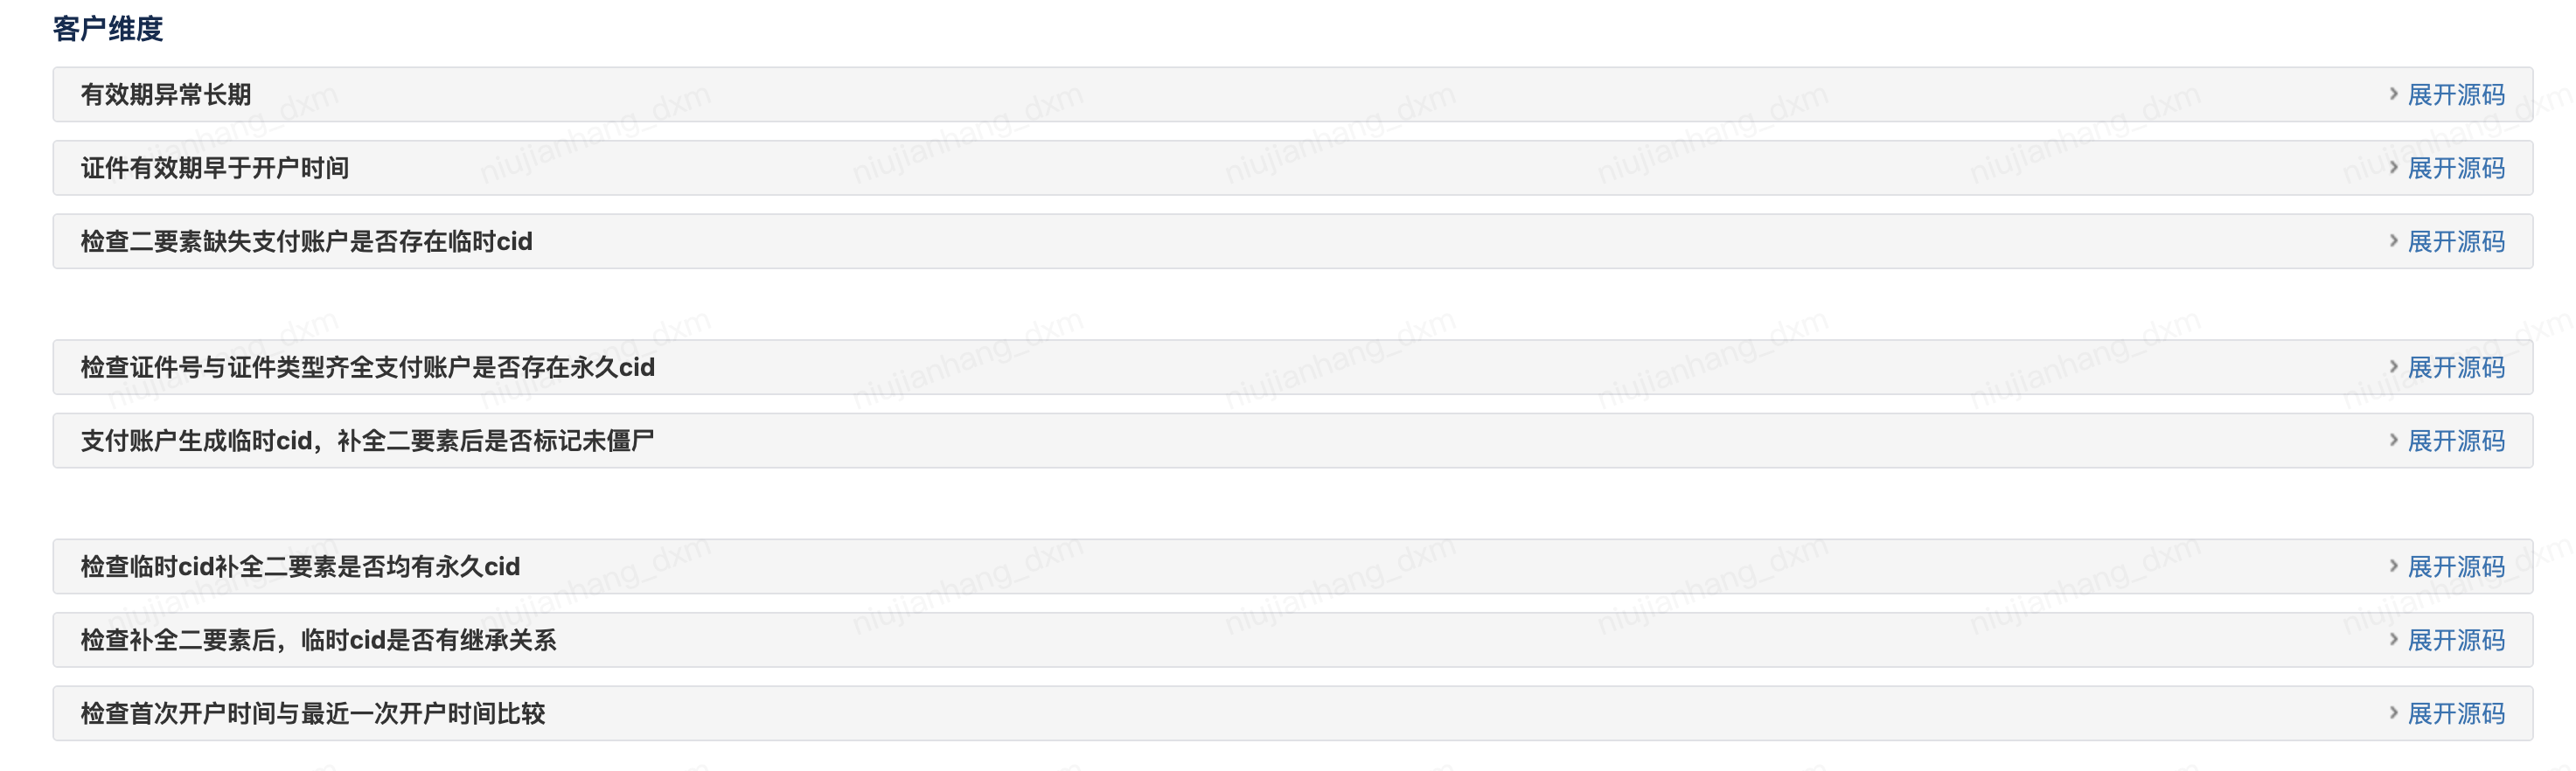 客户维度
有效期异常长期 展开源码
证件有效期早于开户时间 展开源码
检查二要素缺失支付账户是否存在临时cid 展开源码
检查证件号与证件类型齐全支付账户是否存在永久cid 展开源码
支付账户生成临时cid，补全二要素后是否标记未僵尸 展开源码
检查临时cid补全二要素是否均有永久cid 展开源码
检查补全二要素后，临时cid是否有继承关系 展开源码
检查首次开户时间与最近一次开户时间比较 展开源码
niujianhang_dxm